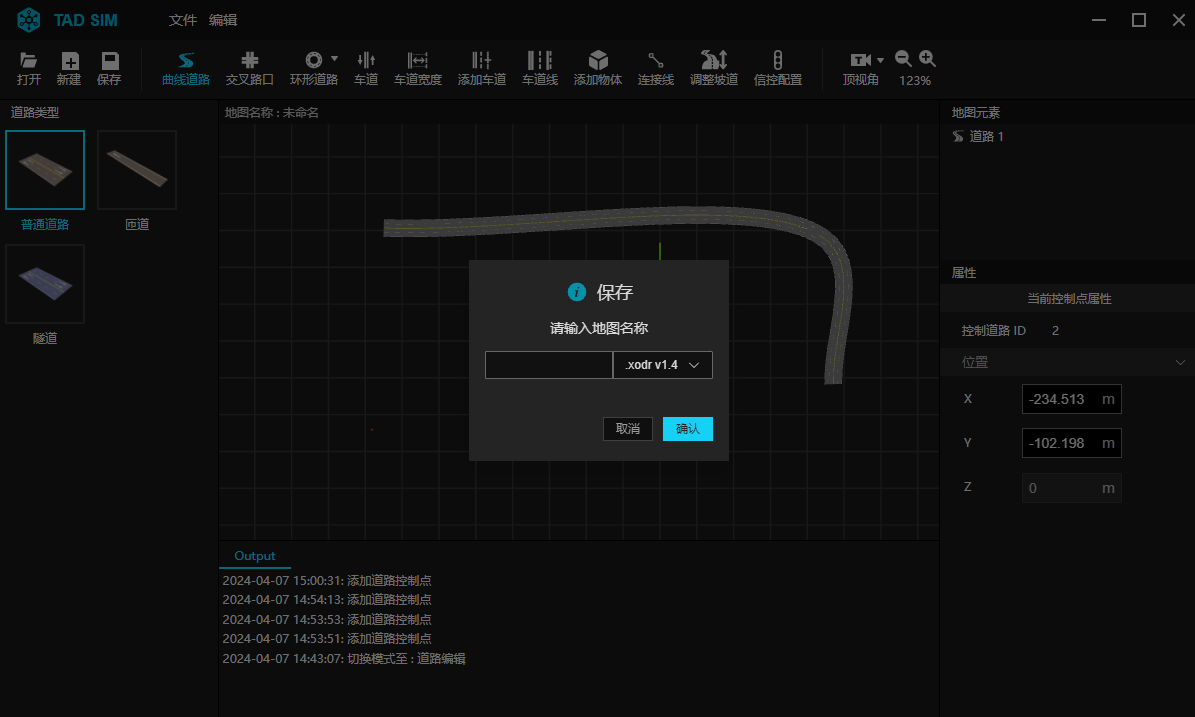 TAD SIM 文件 编辑
打开 新建 保存 曲线道路 交叉路口 环形道路 车道 车道宽度 添加车道 车道线 添加物体 连接线 调整坡道 信控配置 顶视角 123%
道路类型
普通道路 匝道
隧道
地图名称 : 未命名
保存
请输入地图名称
.xodr v1.4
取消 确认
Output
2024-04-07 15:00:31: 添加道路控制点
2024-04-07 14:54:13: 添加道路控制点
2024-04-07 14:53:53: 添加道路控制点
2024-04-07 14:53:51: 添加道路控制点
2024-04-07 14:43:07: 切换模式至 : 道路编辑
地图元素
道路 1
属性
当前控制点属性
控制道路 ID 2
位置
X -234.513 m
Y -102.198 m
Z 0 m